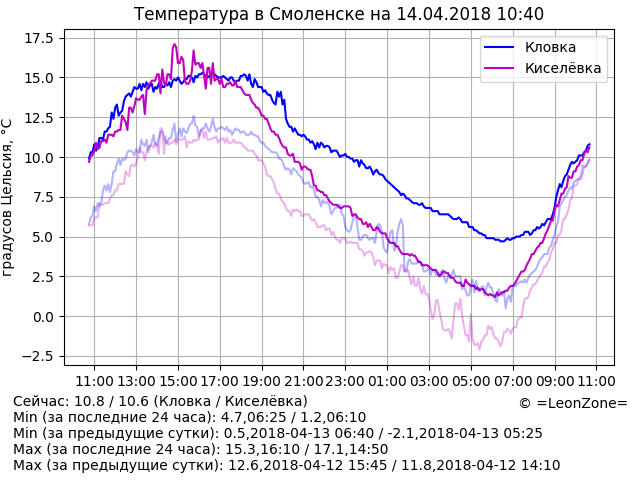 Температура в Смоленске на 14.04.2018 10:40
градусов Цельсия, °C
17.5
15.0
12.5
10.0
7.5
5.0
2.5
0.0
−2.5
Кловка
Киселёвка
11:00 13:00 15:00 17:00 19:00 21:00 23:00 01:00 03:00 05:00 07:00 09:00 11:00
Сейчас: 10.8 / 10.6 (Кловка / Киселёвка)
© =LeonZone=
Min (за последние 24 часа): 4.7,06:25 / 1.2,06:10
Min (за предыдущие сутки): 0.5,2018-04-13 06:40 / -2.1,2018-04-13 05:25
Max (за последние 24 часа): 15.3,16:10 / 17.1,14:50
Max (за предыдущие сутки): 12.6,2018-04-12 15:45 / 11.8,2018-04-12 14:10